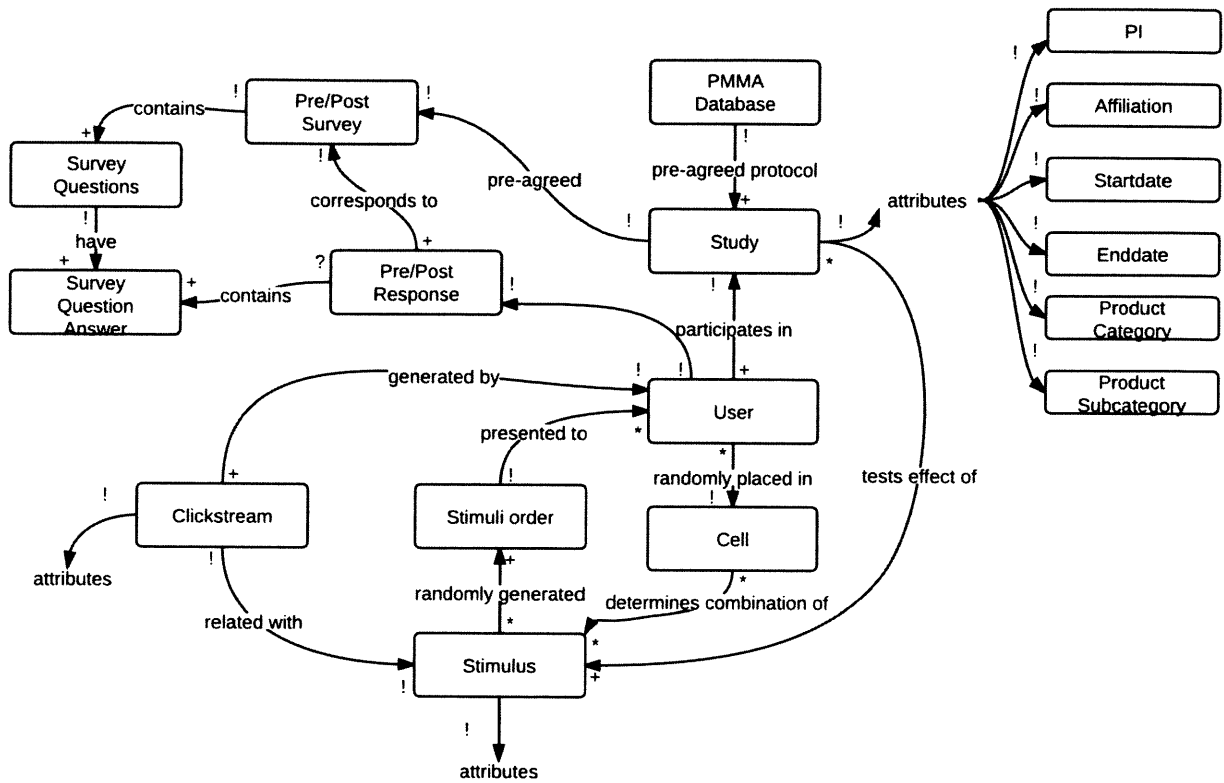 PI
!
Affiliation
!
Startdate
!
attributes
Enddate
!
Product
Category
!
Product
Subcategory
!
PMMA
Database
!
pre-agreed protocol
+
Study
!
!
*
!
Pre/Post
Survey
!
!
!
contains
+
Survey
Questions
!
have
+
Survey
Question
Answer
+
pre-agreed
corresponds to
+
?
Pre/Post
Response
!
contains
participates in
+
generated by
!
!
User
*
*
presented to
randomly placed in
!
tests effect of
+
!
Clickstream
!
attributes
!
Stimuli order
+
Cell
*
randomly generated
*
determines combination of
*
related with
!
Stimulus
+
!
attributes